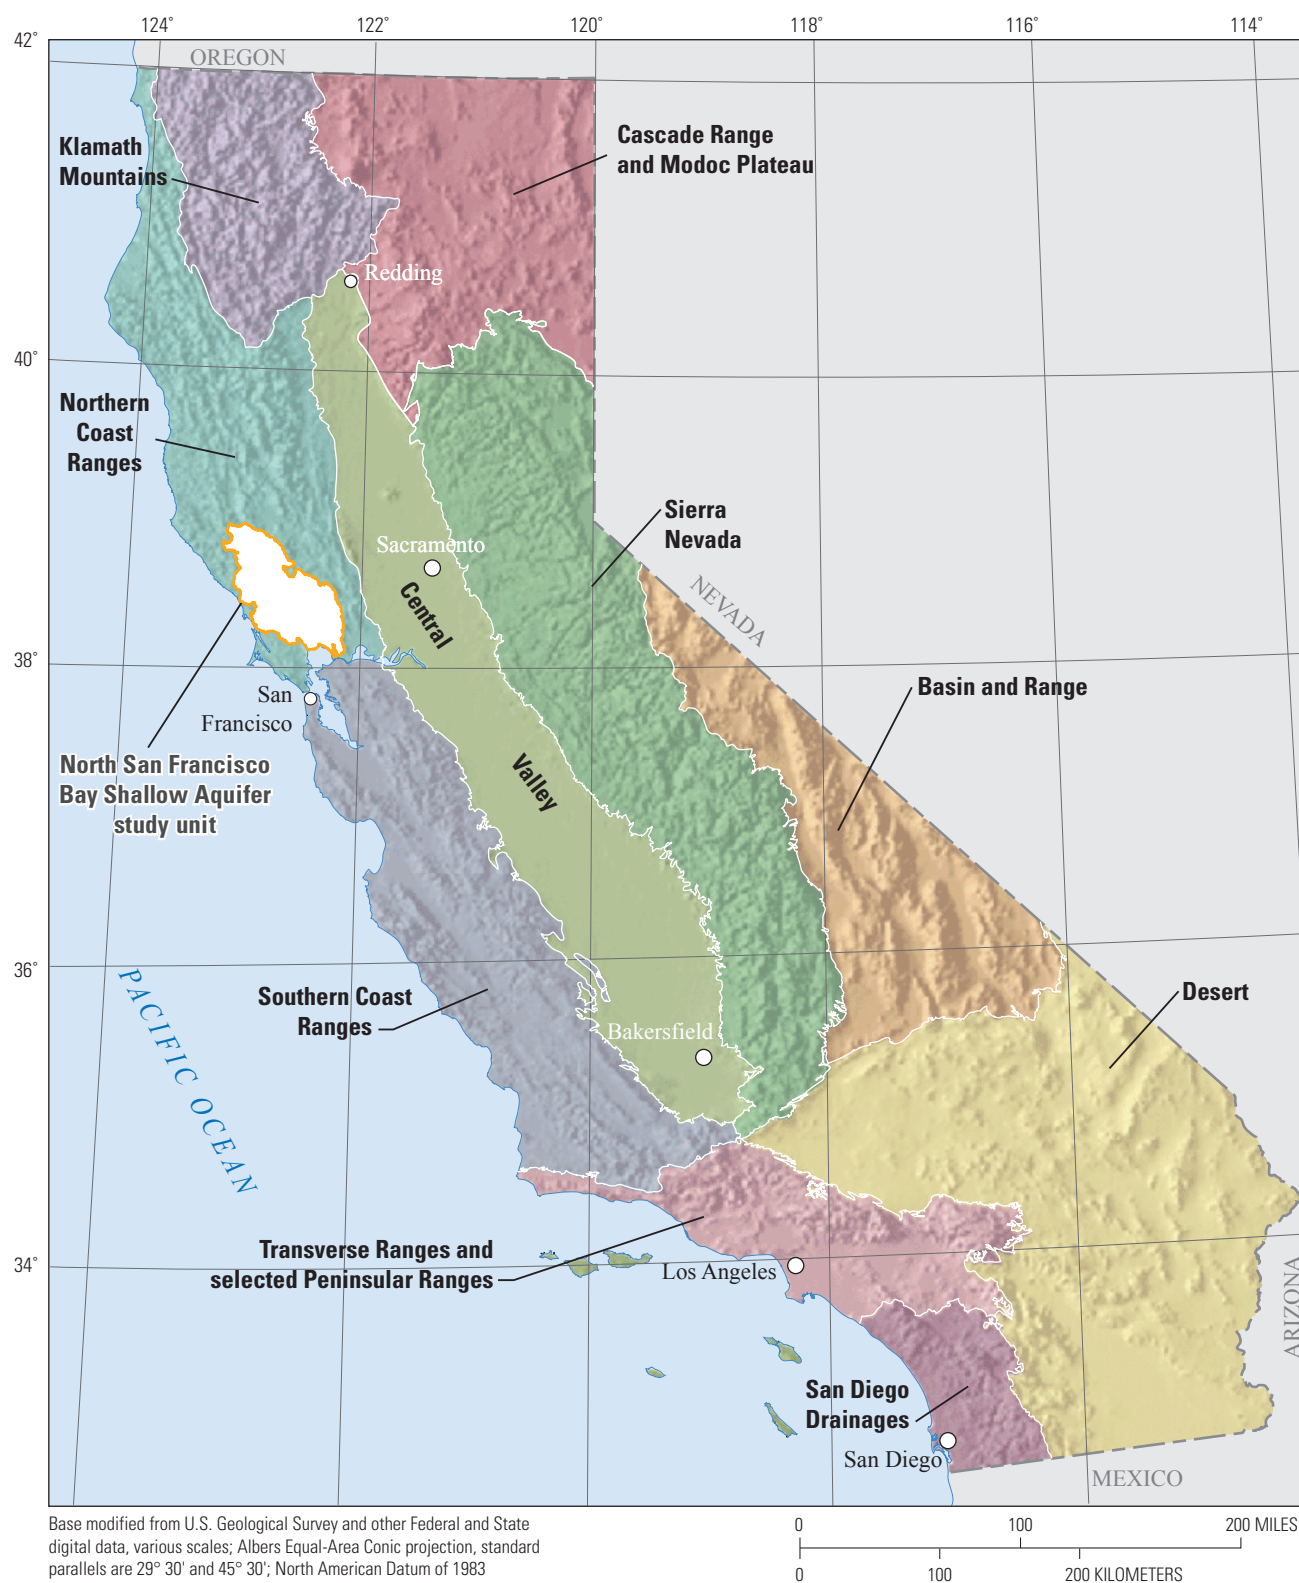 124°
122°
120°
118°
116°
114°
42°
OREGON
Klamath
Mountains
Cascade Range
and Modoc Plateau
Redding
40°
Northern
Coast
Ranges
Sierra
Nevada
Sacramento
Central
Valley
NEVADA
38°
San
Francisco
Basin and Range
North San Francisco
Bay Shallow Aquifer
study unit
36°
PACIFIC OCEAN
Southern Coast
Ranges
Desert
Bakersfield
Transverse Ranges and
selected Peninsular Ranges
34°
Los Angeles
ARIZONA
San Diego
Drainages
San Diego
MEXICO
Base modified from U.S. Geological Survey and other Federal and State
digital data, various scales; Albers Equal-Area Conic projection, standard
parallels are 29° 30' and 45° 30'; North American Datum of 1983
0 100 200 MILES
0 100 200 KILOMETERS